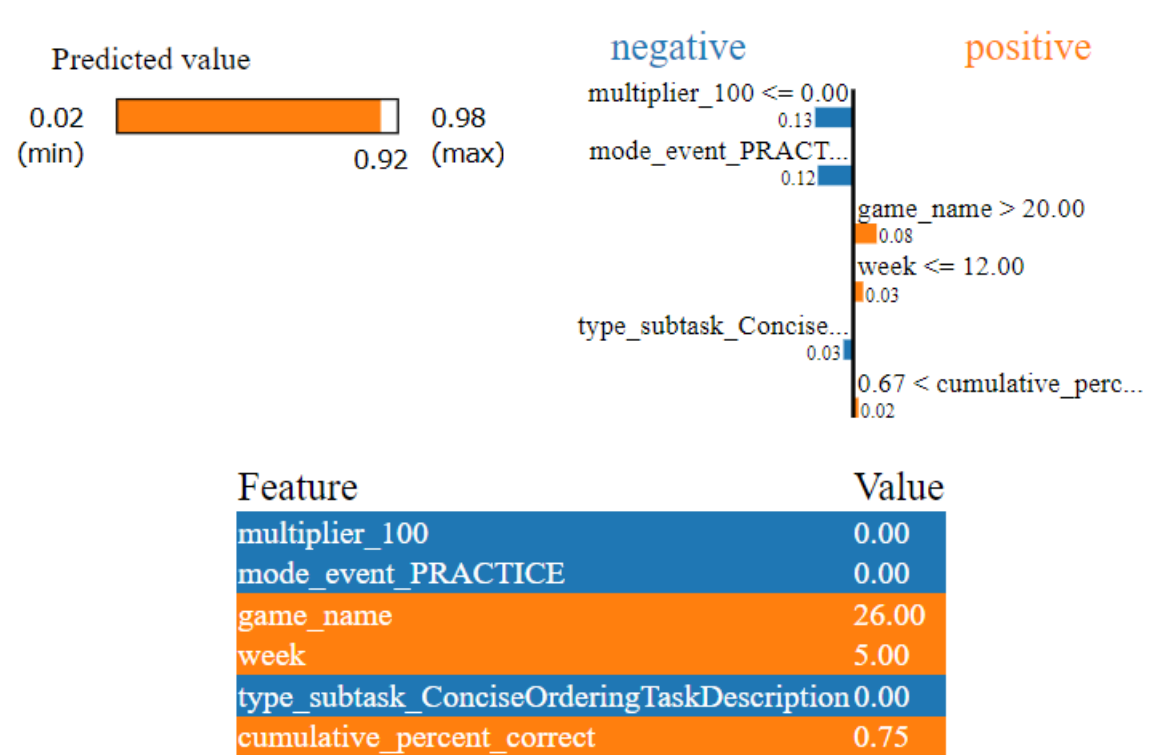 Predicted value
0.02
(min)
0.92
0.98
(max)
negative
positive
multiplier_100 <= 0.00
0.13
mode_event_PRACT...
0.12
game_name > 20.00
0.08
week <= 12.00
0.03
type_subtask_Concise...
0.03
0.67 < cumulative_perc...
0.02
Feature Value
multiplier_100 0.00
mode_event_PRACTICE 0.00
game_name 26.00
week 5.00
type_subtask_ConciseOrderingTaskDescription 0.00
cumulative_percent_correct 0.75